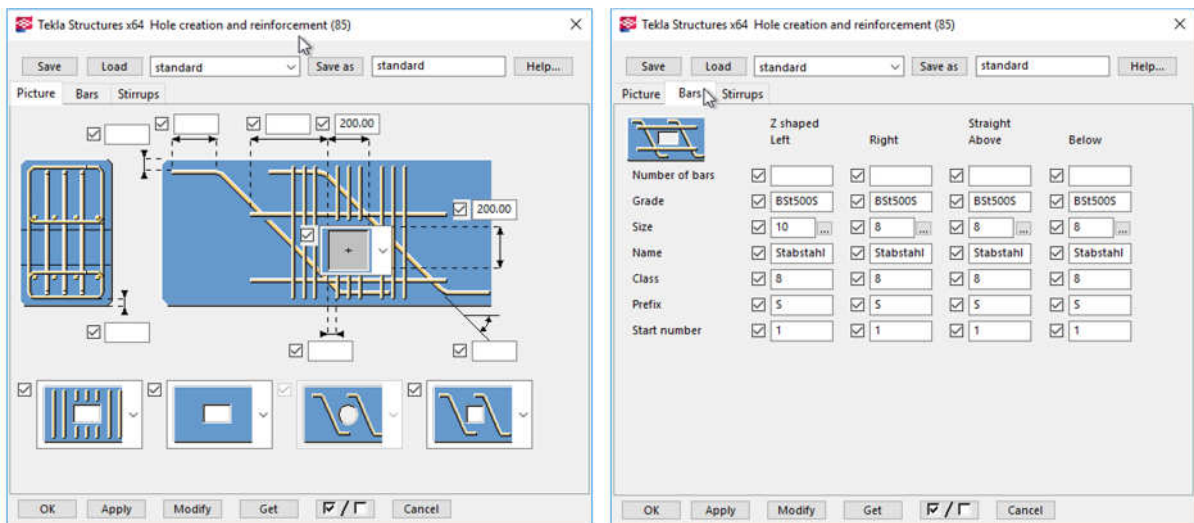 Tekla Structures x64 Hole creation and reinforcement (85)
Save Load standard Save as standard Help...
Picture Bars Stirrups
200.00
200.00
OK Apply Modify Get Cancel
Tekla Structures x64 Hole creation and reinforcement (85)
Save Load standard Save as standard Help...
Picture Bars Stirrups
Z shaped Straight
Left Right Above Below
Number of bars
Grade BSt500S BSt500S BSt500S BSt500S
Size 10 ... 8 ... 8 ... 8 ...
Name Stabstahl Stabstahl Stabstahl Stabstahl
Class 8 8 8 8
Prefix S S S S
Start number 1 1 1 1
OK Apply Modify Get Cancel